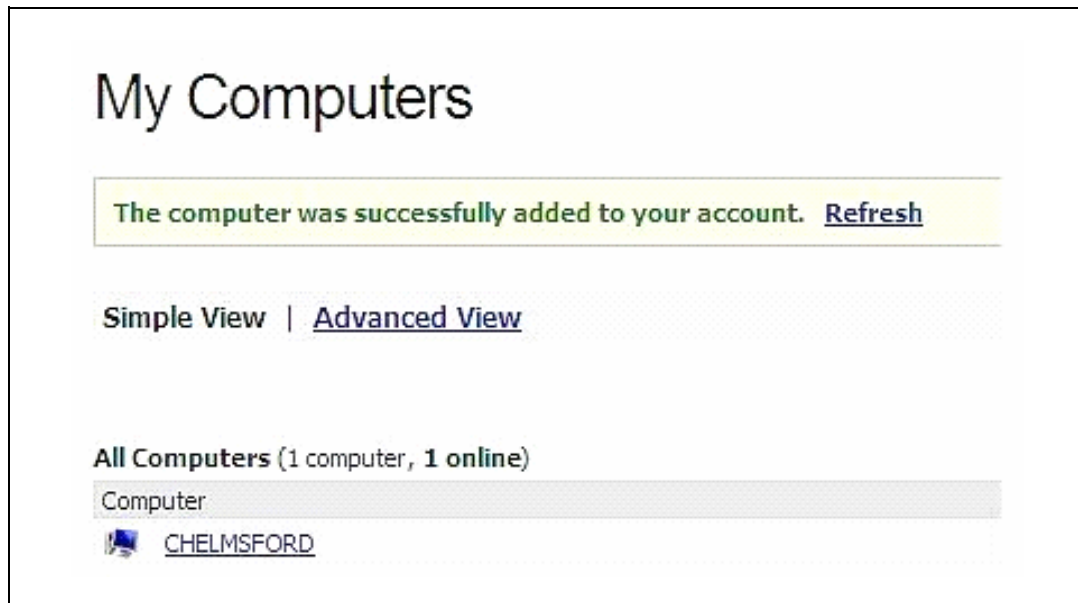 My Computers
The computer was successfully added to your account. Refresh
Simple View | Advanced View
All Computers (1 computer, 1 online)
Computer
CHELMSFORD